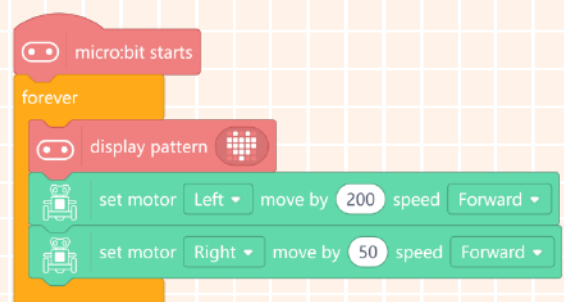 micro:bit starts
forever
display pattern
set motor Left move by 200 speed Forward
set motor Right move by 50 speed Forward